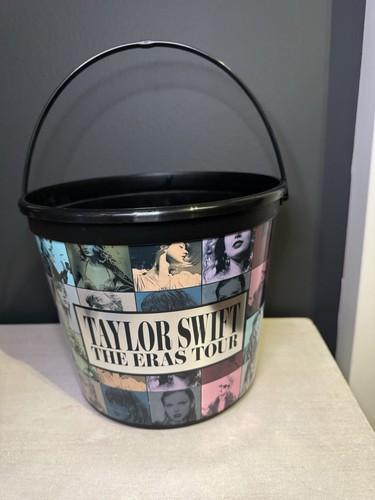 TAYLOR SWIFT
THE ERAS TOUR